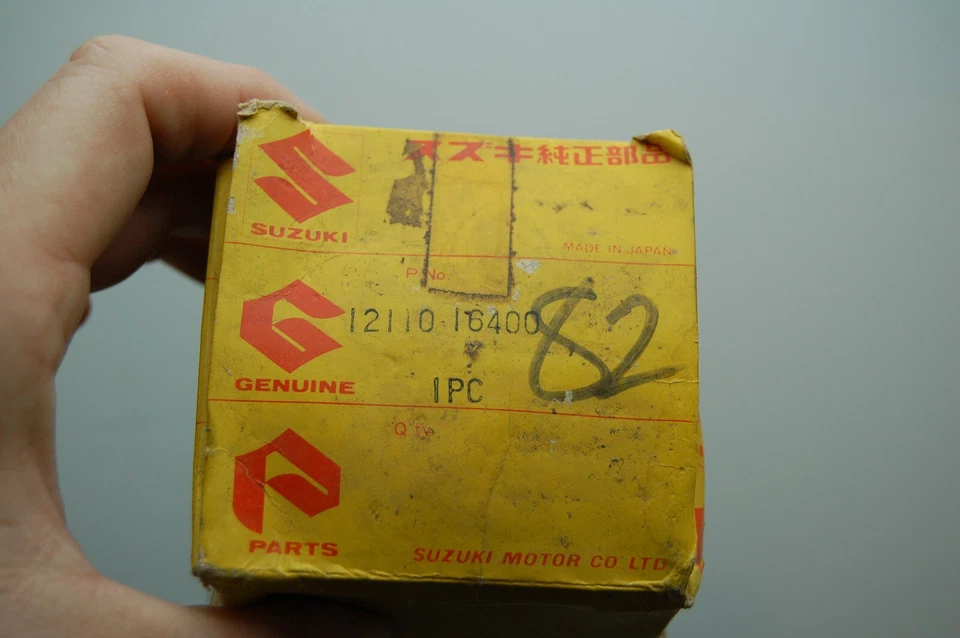 スズキ純正部品
SUZUKI
MADE IN JAPAN
P.No.
12110 16400
82
GENUINE
1PC
Q'ty
PARTS
SUZUKI MOTOR CO LTD